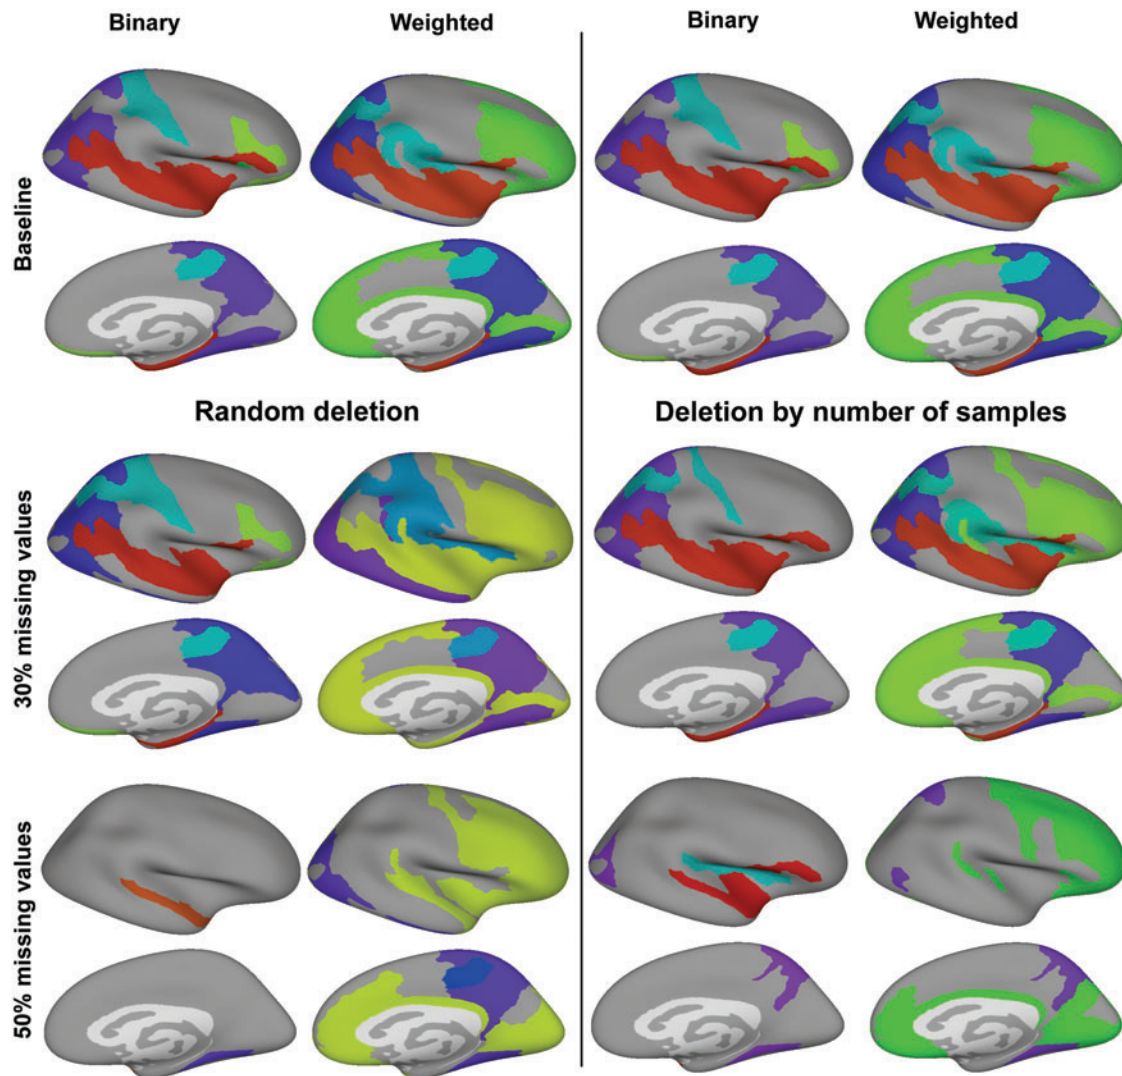 Binary Weighted Binary Weighted
Baseline
Random deletion Deletion by number of samples
30% missing values
50% missing values